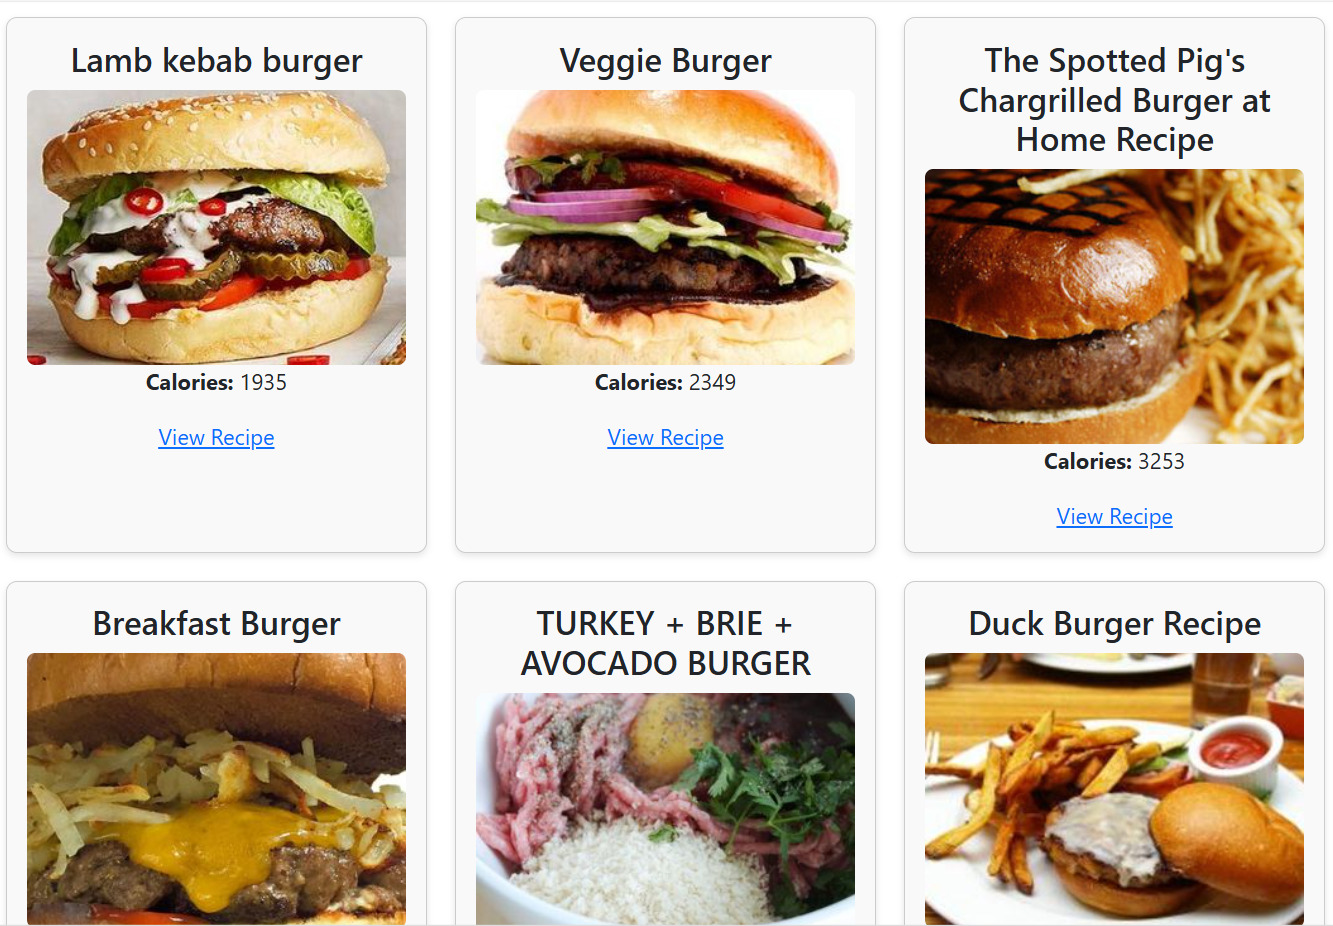 Lamb kebab burger
Calories: 1935
View Recipe
Veggie Burger
Calories: 2349
View Recipe
The Spotted Pig's
Chargrilled Burger at
Home Recipe
Calories: 3253
View Recipe
Breakfast Burger
TURKEY + BRIE +
AVOCADO BURGER
Duck Burger Recipe